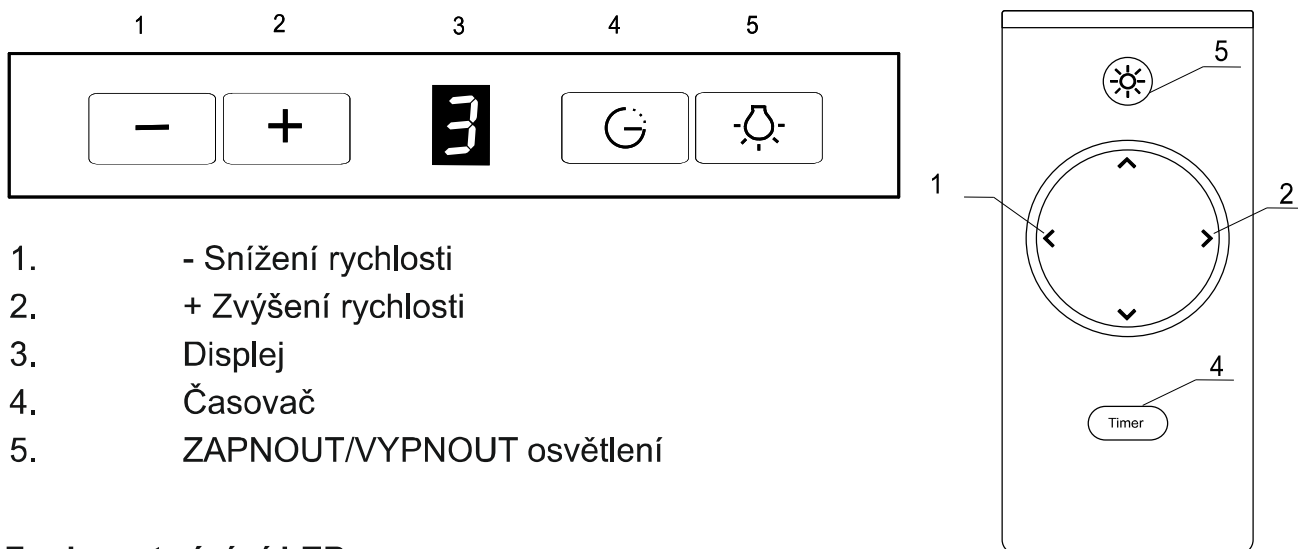 1 2 3 4 5
- + 3
5
1 2
4
Timer
1. - Snížení rychlosti
2. + Zvýšení rychlosti
3. Displej
4. Časovač
5. ZAPNOUT/VYPNOUT osvětlení